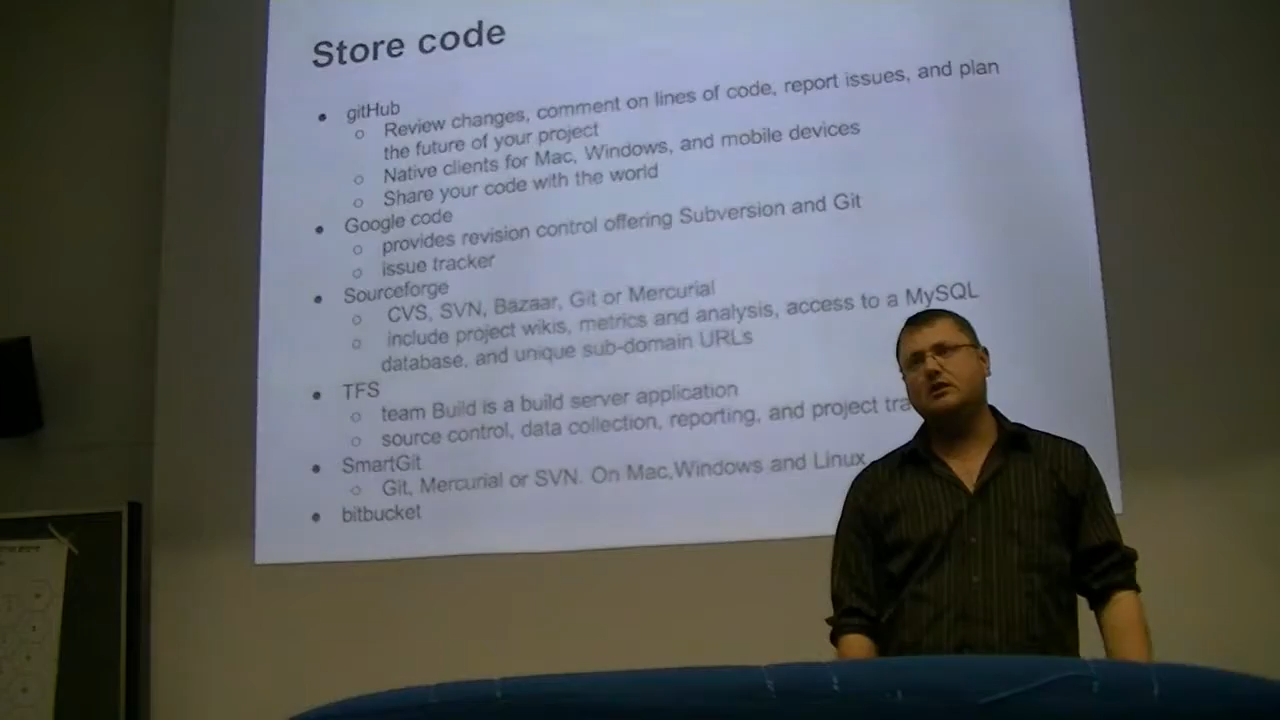 Store code
• gitHub
○ Review changes, comment on lines of code, report issues, and plan
the future of your project
○ Native clients for Mac, Windows, and mobile devices
○ Share your code with the world
• Google code
○ provides revision control offering Subversion and Git
○ issue tracker
• Sourceforge
○ CVS, SVN, Bazaar, Git or Mercurial
○ include project wikis, metrics and analysis, access to a MySQL
database, and unique sub-domain URLs
• TFS
○ team Build is a build server application
○ source control, data collection, reporting, and project tra
• SmartGit
○ Git, Mercurial or SVN. On Mac,Windows and Linux
• bitbucket